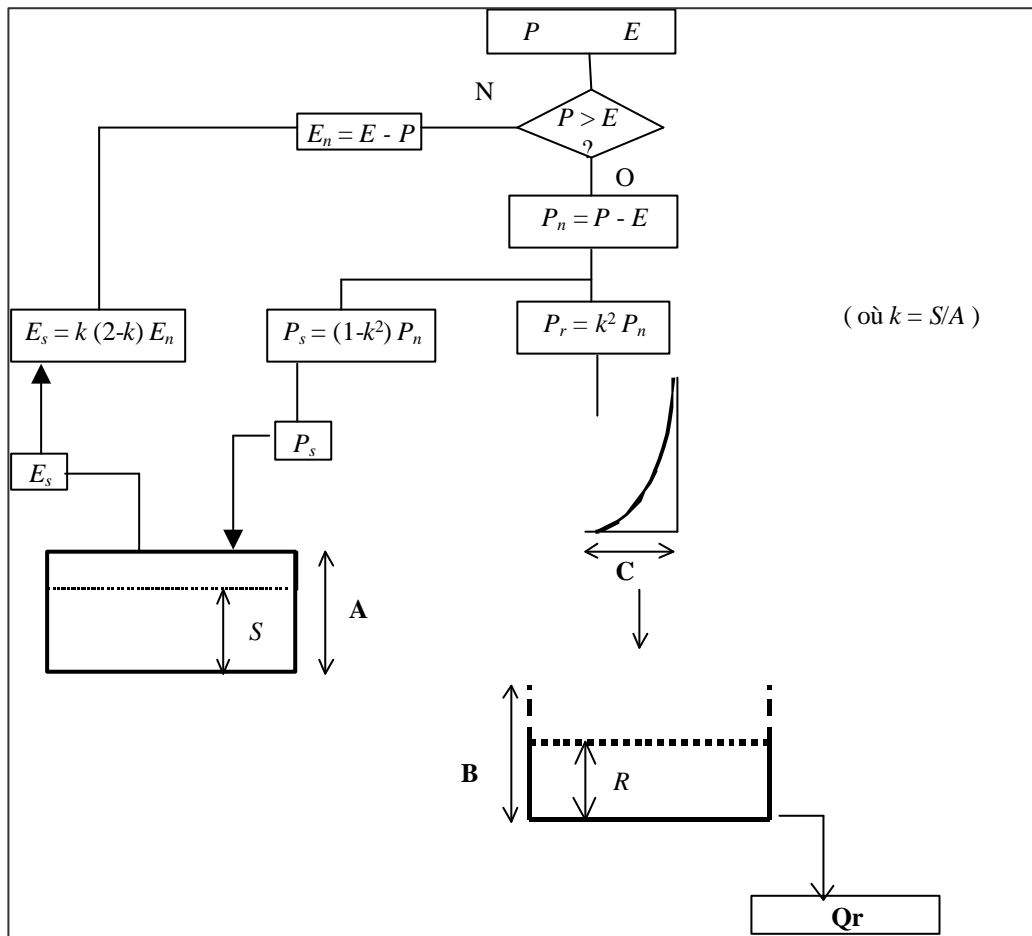 P E
N
P > E
?
E_n = E - P
O
P_n = P - E
E_s = k (2-k) E_n
P_s = (1-k²) P_n
P_r = k² P_n
( où k = S/A )
P_s
E_s
C
A
S
B
R
Qr